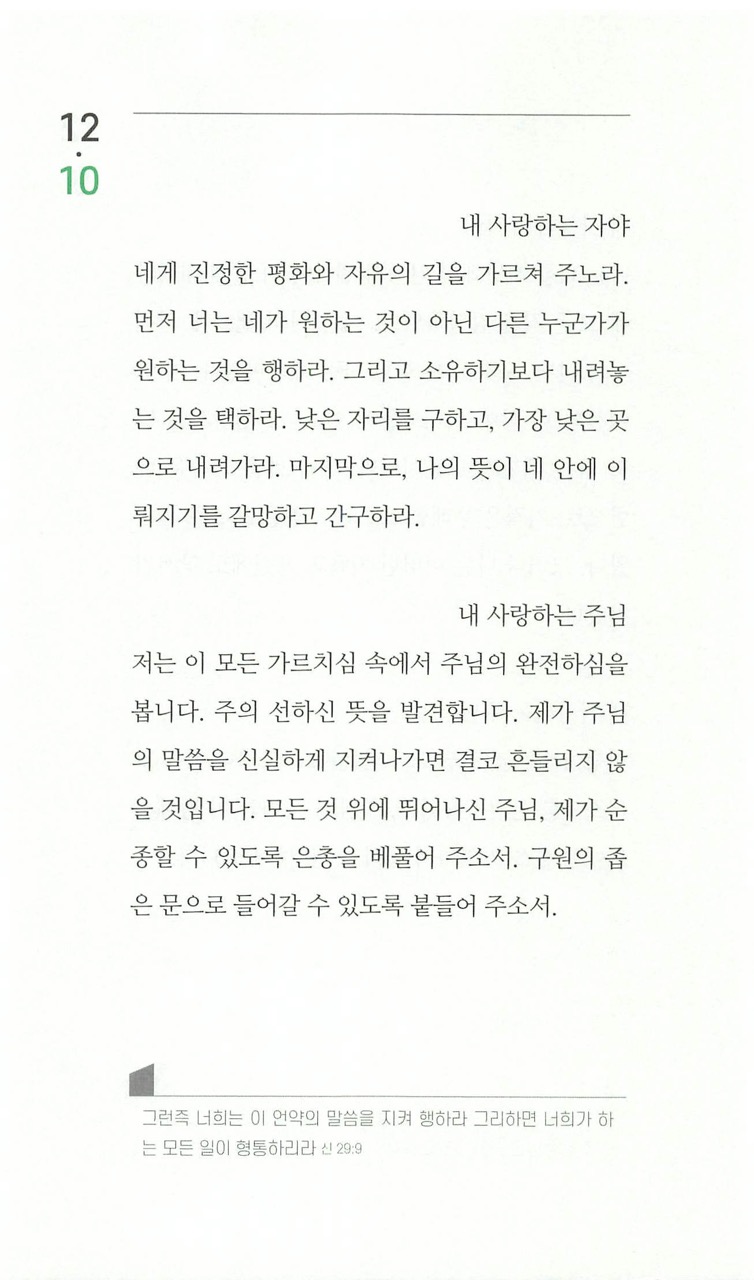 12
·
10
내 사랑하는 자야
네게 진정한 평화와 자유의 길을 가르쳐 주노라.
먼저 너는 네가 원하는 것이 아닌 다른 누군가가
원하는 것을 행하라. 그리고 소유하기보다 내려놓
는 것을 택하라. 낮은 자리를 구하고, 가장 낮은 곳
으로 내려가라. 마지막으로, 나의 뜻이 네 안에 이
뤄지기를 갈망하고 간구하라.
내 사랑하는 주님
저는 이 모든 가르치심 속에서 주님의 완전하심을
봅니다. 주의 선하신 뜻을 발견합니다. 제가 주님
의 말씀을 신실하게 지켜나가면 결코 흔들리지 않
을 것입니다. 모든 것 위에 뛰어나신 주님, 제가 순
종할 수 있도록 은총을 베풀어 주소서. 구원의 좁
은 문으로 들어갈 수 있도록 붙들어 주소서.
그런즉 너희는 이 언약의 말씀을 지켜 행하라 그리하면 너희가 하
는 모든 일이 형통하리라 신 29:9